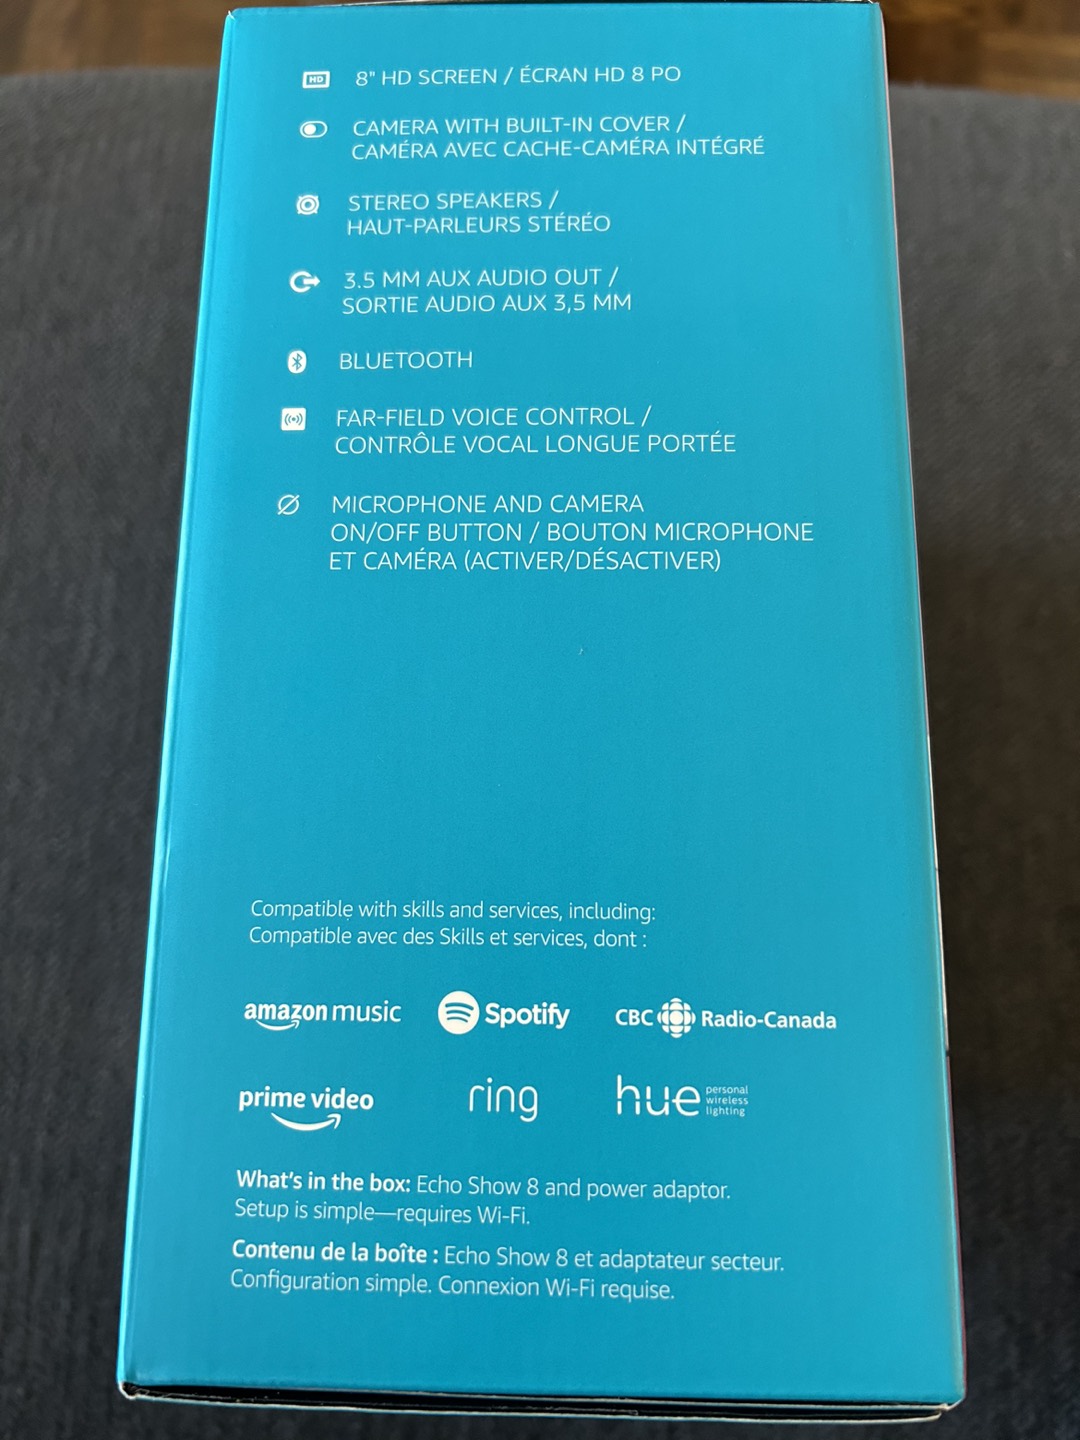 HD
8" HD SCREEN / ÉCRAN HD 8 PO
CAMERA WITH BUILT-IN COVER /
CAMÉRA AVEC CACHE-CAMÉRA INTÉGRÉ
STEREO SPEAKERS /
HAUT-PARLEURS STÉRÉO
3.5 MM AUX AUDIO OUT /
SORTIE AUDIO AUX 3,5 MM
BLUETOOTH
FAR-FIELD VOICE CONTROL /
CONTRÔLE VOCAL LONGUE PORTÉE
MICROPHONE AND CAMERA
ON/OFF BUTTON / BOUTON MICROPHONE
ET CAMÉRA (ACTIVER/DÉSACTIVER)
Compatible with skills and services, including:
Compatible avec des Skills et services, dont :
amazon music Spotify CBC Radio-Canada
prime video ring hue personal
wireless
lighting
What's in the box: Echo Show 8 and power adaptor.
Setup is simple—requires Wi-Fi.
Contenu de la boîte : Echo Show 8 et adaptateur secteur.
Configuration simple. Connexion Wi-Fi requise.